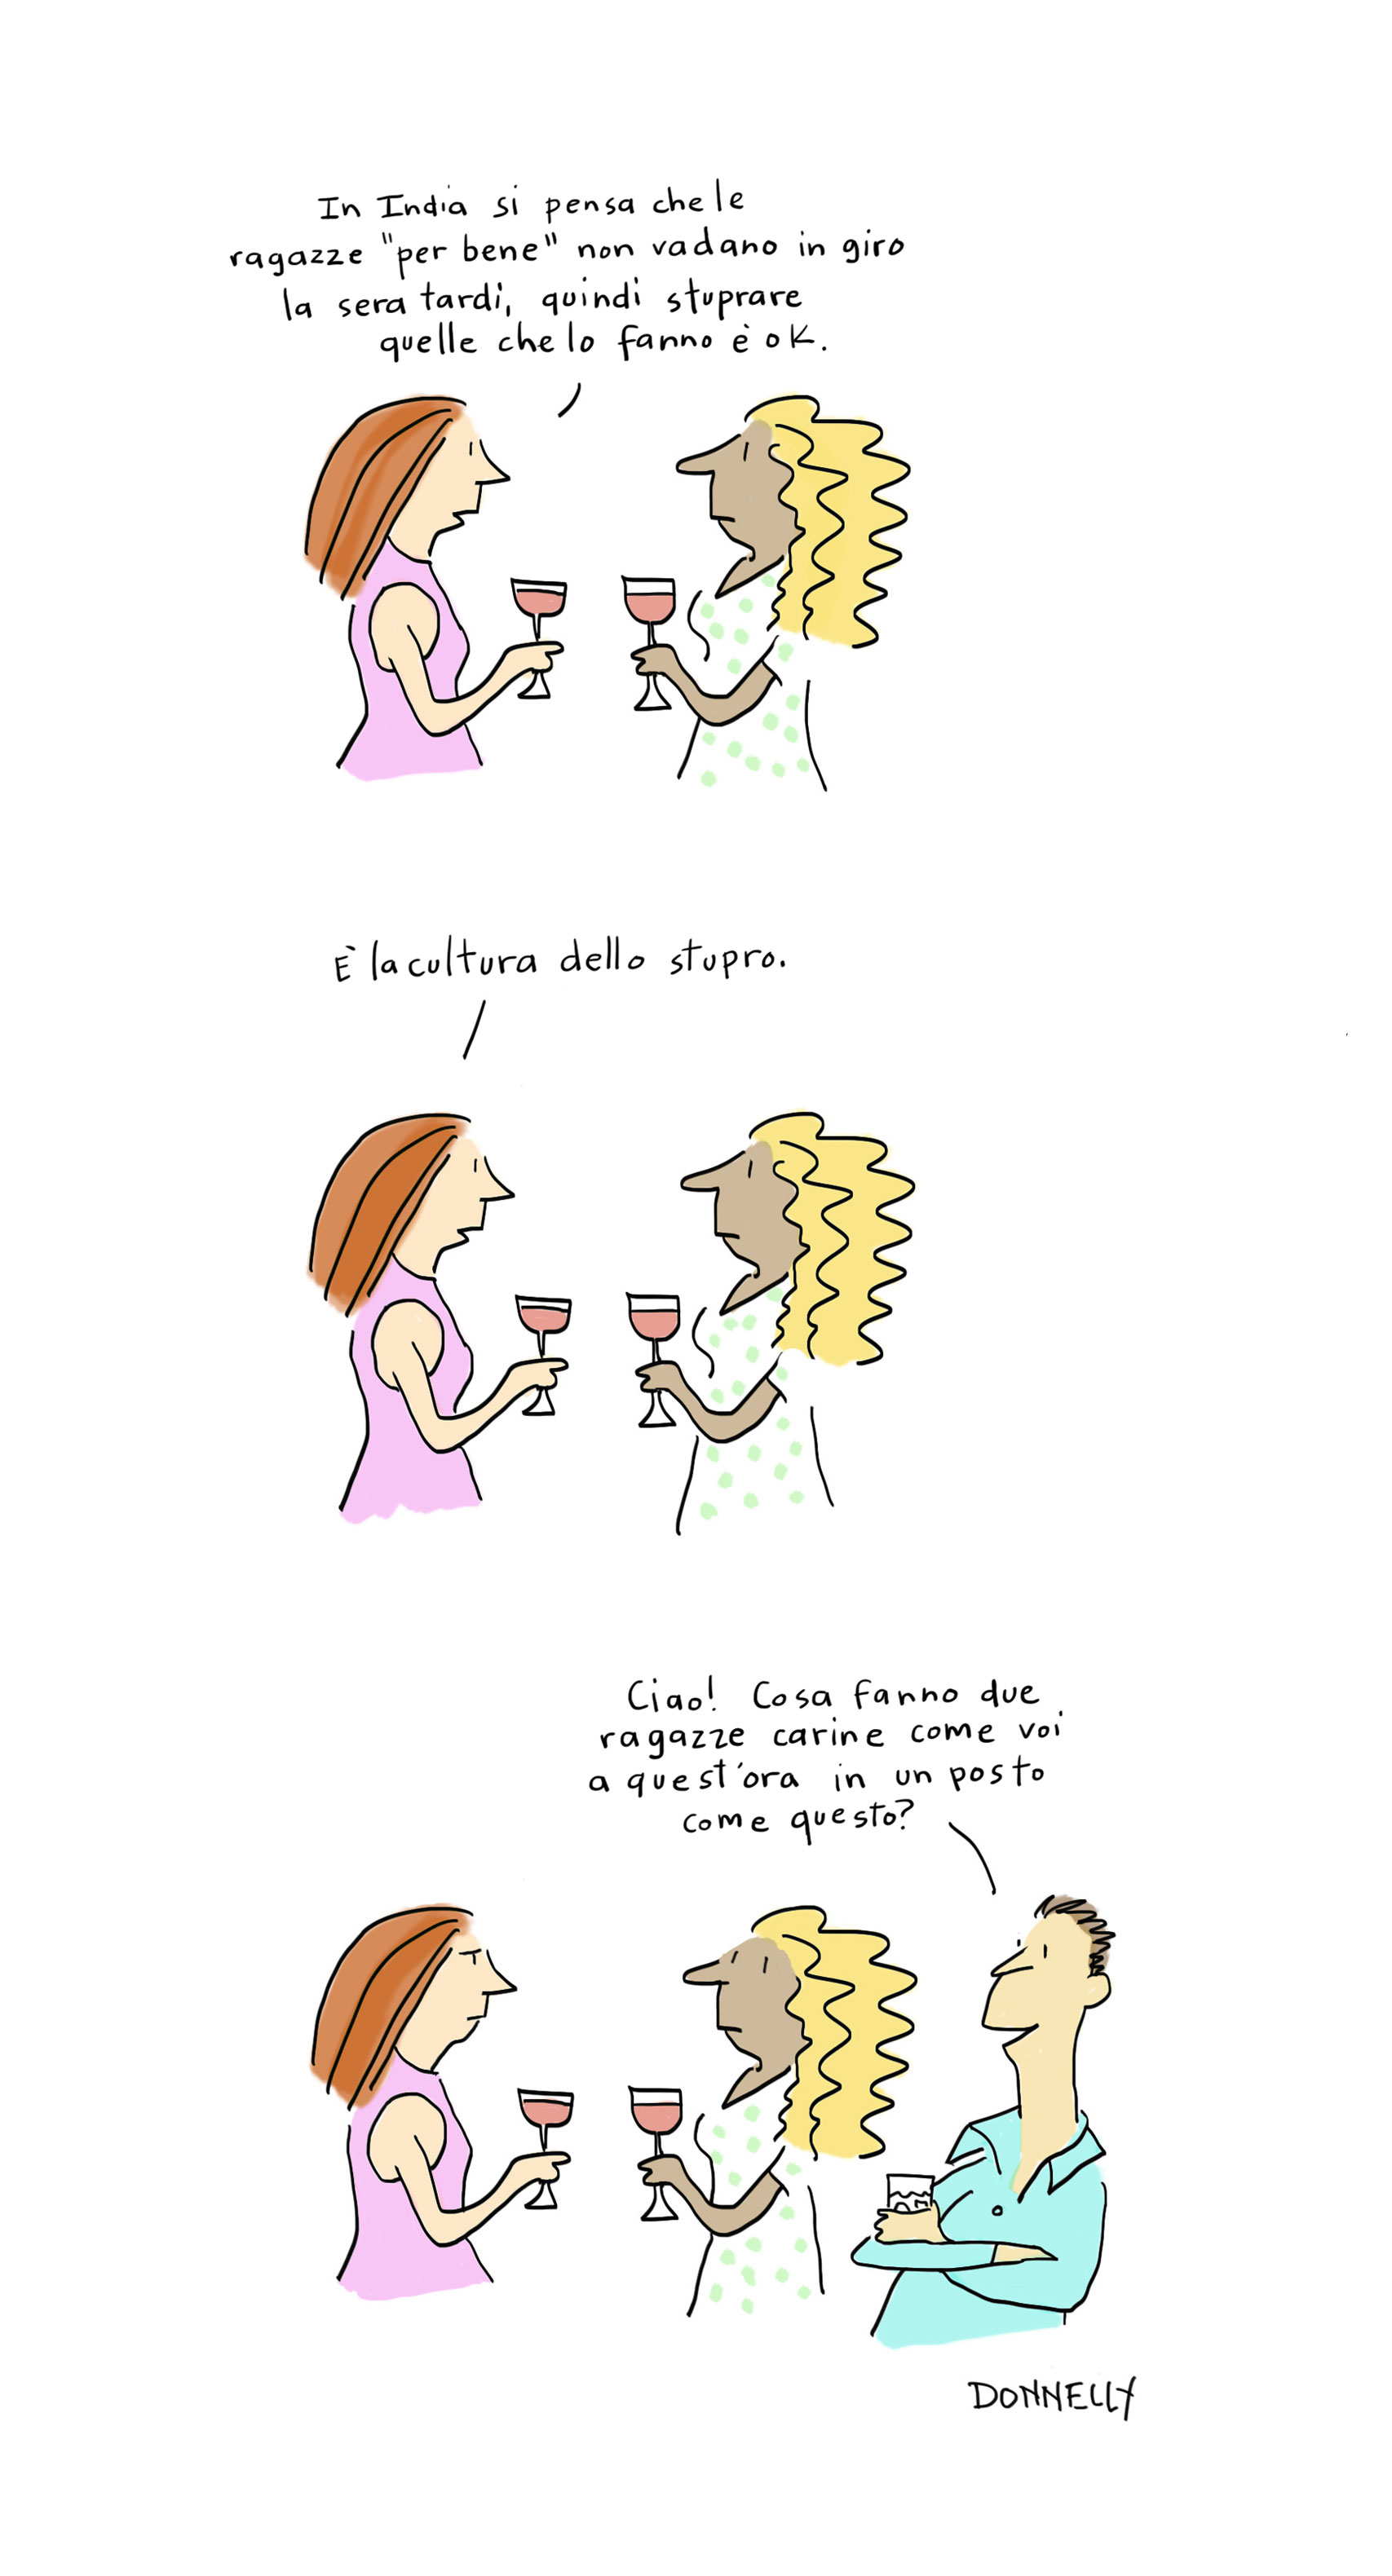 In India si pensa che le
ragazze "per bene" non vadano in giro
la sera tardi, quindi stuprare
quelle che lo fanno è ok.
È la cultura dello stupro.
Ciao! Cosa fanno due
ragazze carine come voi
a quest'ora in un posto
come questo?
DONNELLY